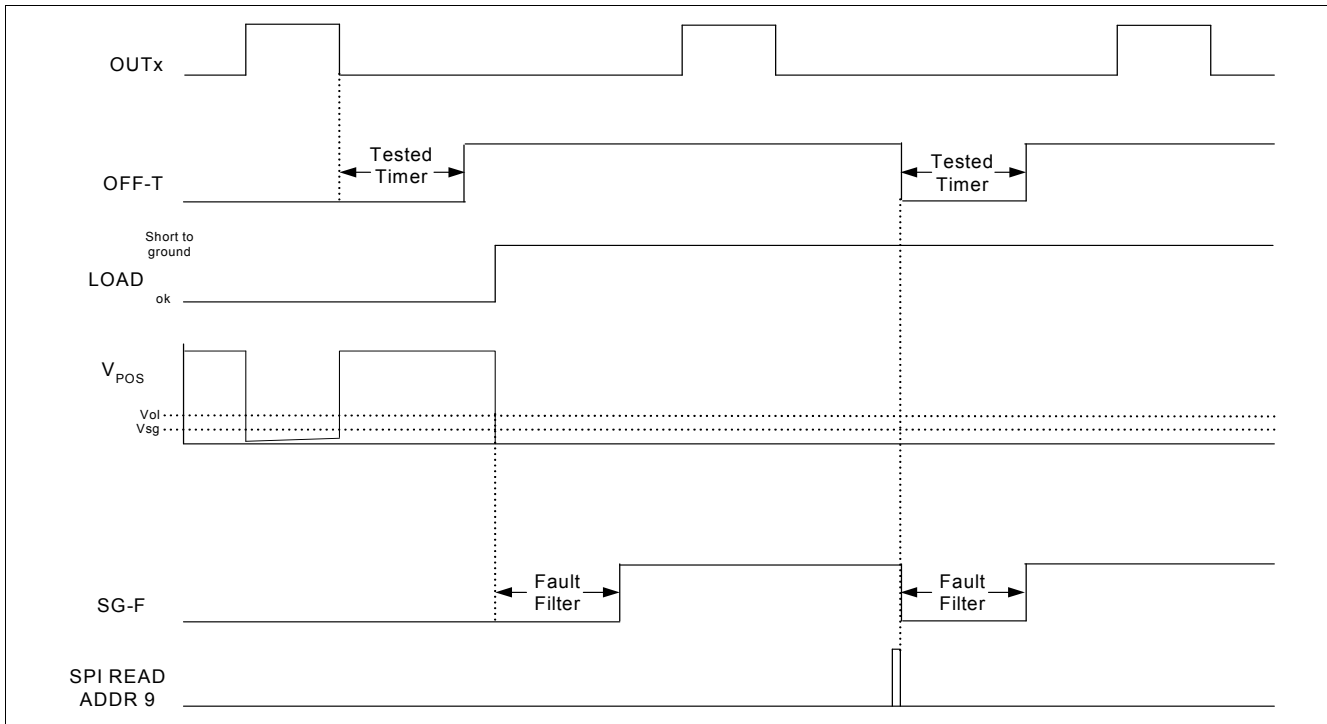 OUTx
Tested
Timer
Tested
Timer
OFF-T
Short to
ground
LOAD
ok
VPOS
Vol
Vsg
Fault
Filter
Fault
Filter
SG-F
SPI READ
ADDR 9